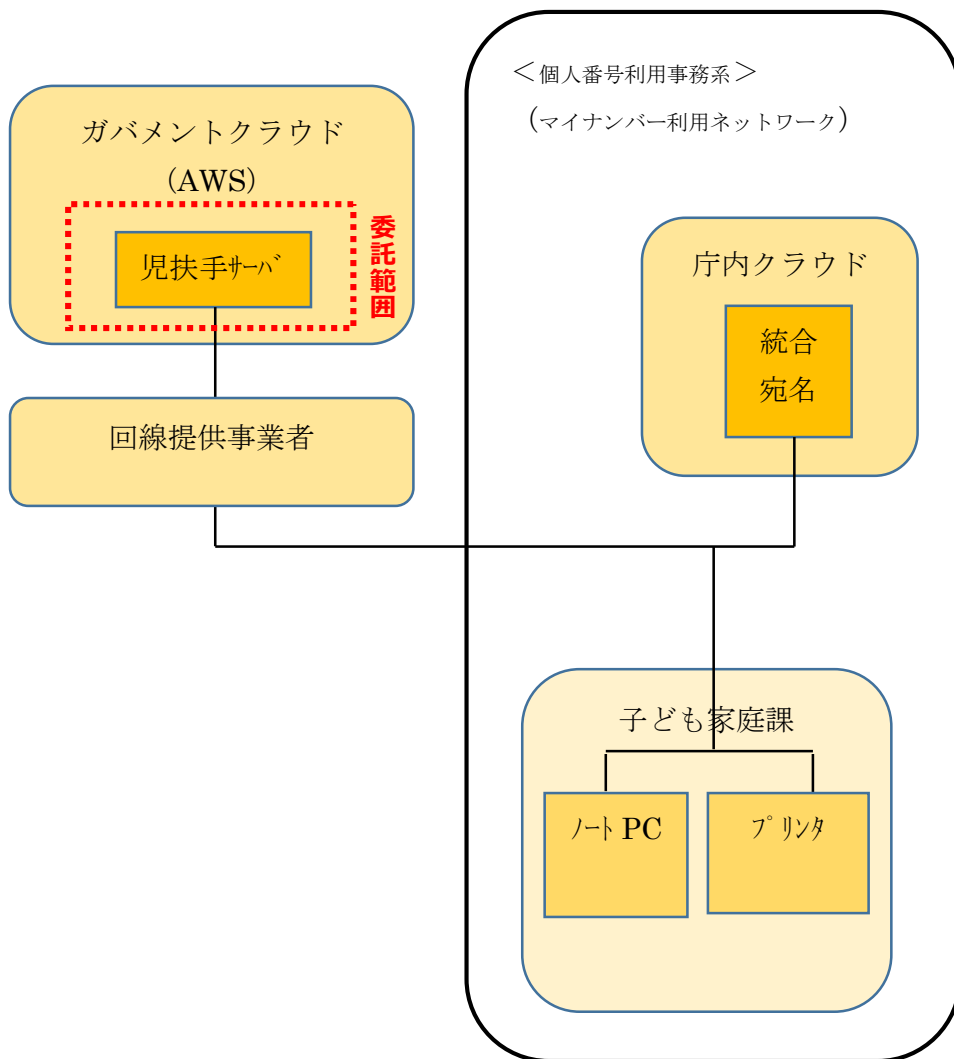 ＜個人番号利用事務系＞
(マイナンバー利用ネットワーク)
ガバメントクラウド
(AWS)
児扶手ｻｰﾊﾞ
委託範囲
回線提供事業者
庁内クラウド
統合
宛名
子ども家庭課
ﾉｰﾄ PC
ﾌﾟﾘﾝﾀ